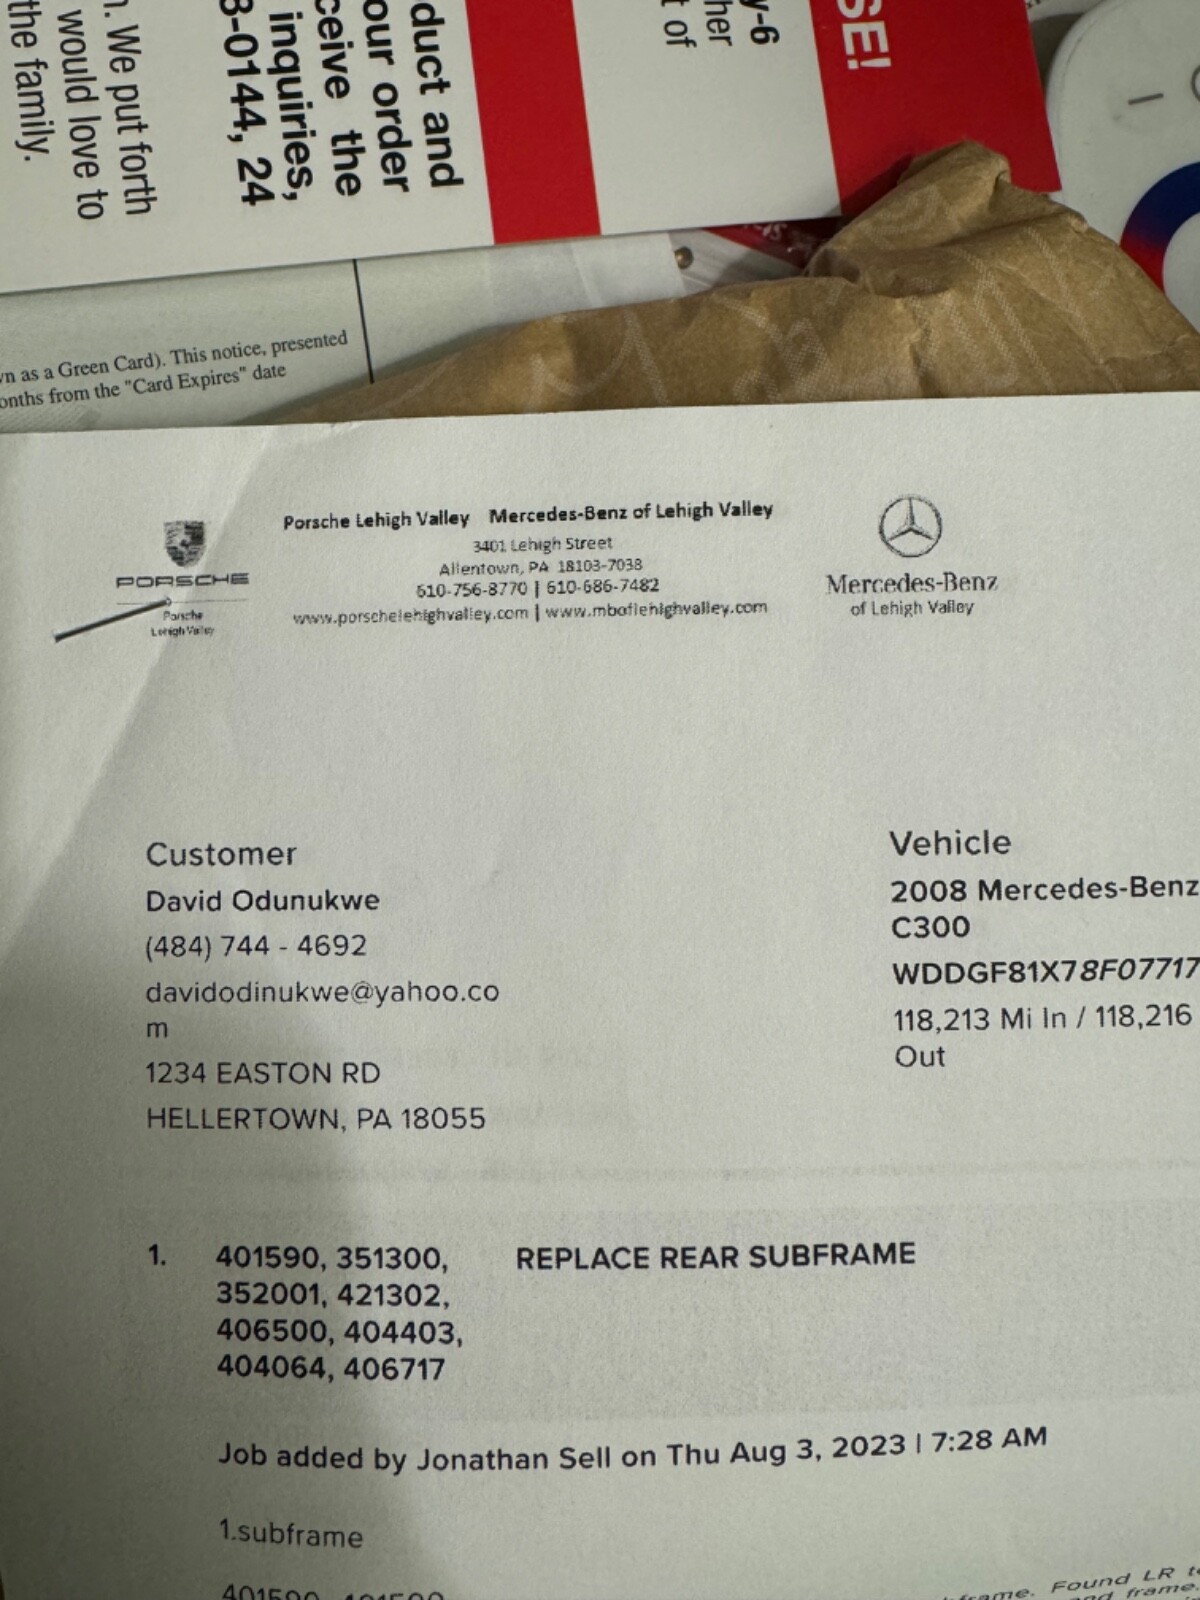 SE!
y-6
her
t of
duct and
our order
ceive the
inquiries,
3-0144, 24
. We put forth
would love to
the family.
as a Green Card). This notice, presented
from the "Card Expires" date
PORSCHE
Porsche
Lehigh Valley
Porsche Lehigh Valley Mercedes-Benz of Lehigh Valley
3401 Lehigh Street
Allentown, PA 18103-7038
610-756-8770 | 610-686-7482
www.porschelehighvalley.com | www.mboflehighvalley.com
Mercedes-Benz
of Lehigh Valley
Customer
David Odunukwe
(484) 744 - 4692
davidodinukwe@yahoo.co
m
1234 EASTON RD
HELLERTOWN, PA 18055
Vehicle
2008 Mercedes-Benz
C300
WDDGF81X78F07717
118,213 Mi In / 118,216
Out
1. 401590, 351300, REPLACE REAR SUBFRAME
352001, 421302,
406500, 404403,
404064, 406717
Job added by Jonathan Sell on Thu Aug 3, 2023 | 7:28 AM
1.subframe
Found LR
and frame.